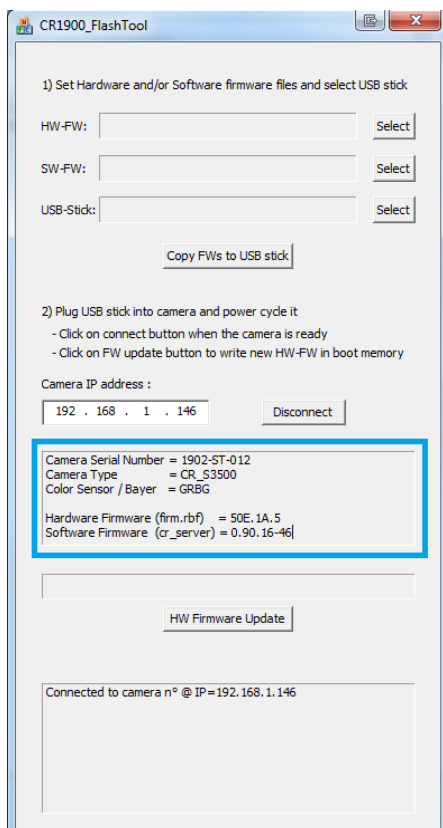 CR1900_FlashTool
1) Set Hardware and/or Software firmware files and select USB stick
HW-FW: Select
SW-FW: Select
USB-Stick: Select
Copy FWs to USB stick
2) Plug USB stick into camera and power cycle it
- Click on connect button when the camera is ready
- Click on FW update button to write new HW-FW in boot memory
Camera IP address :
192 . 168 . 1 . 146 Disconnect
Camera Serial Number = 1902-ST-012
Camera Type = CR_S3500
Color Sensor / Bayer = GRBG
Hardware Firmware (firm.rbf) = 50E.1A.5
Software Firmware (cr_server) = 0.90.16-46
HW Firmware Update
Connected to camera n° @ IP=192.168.1.146